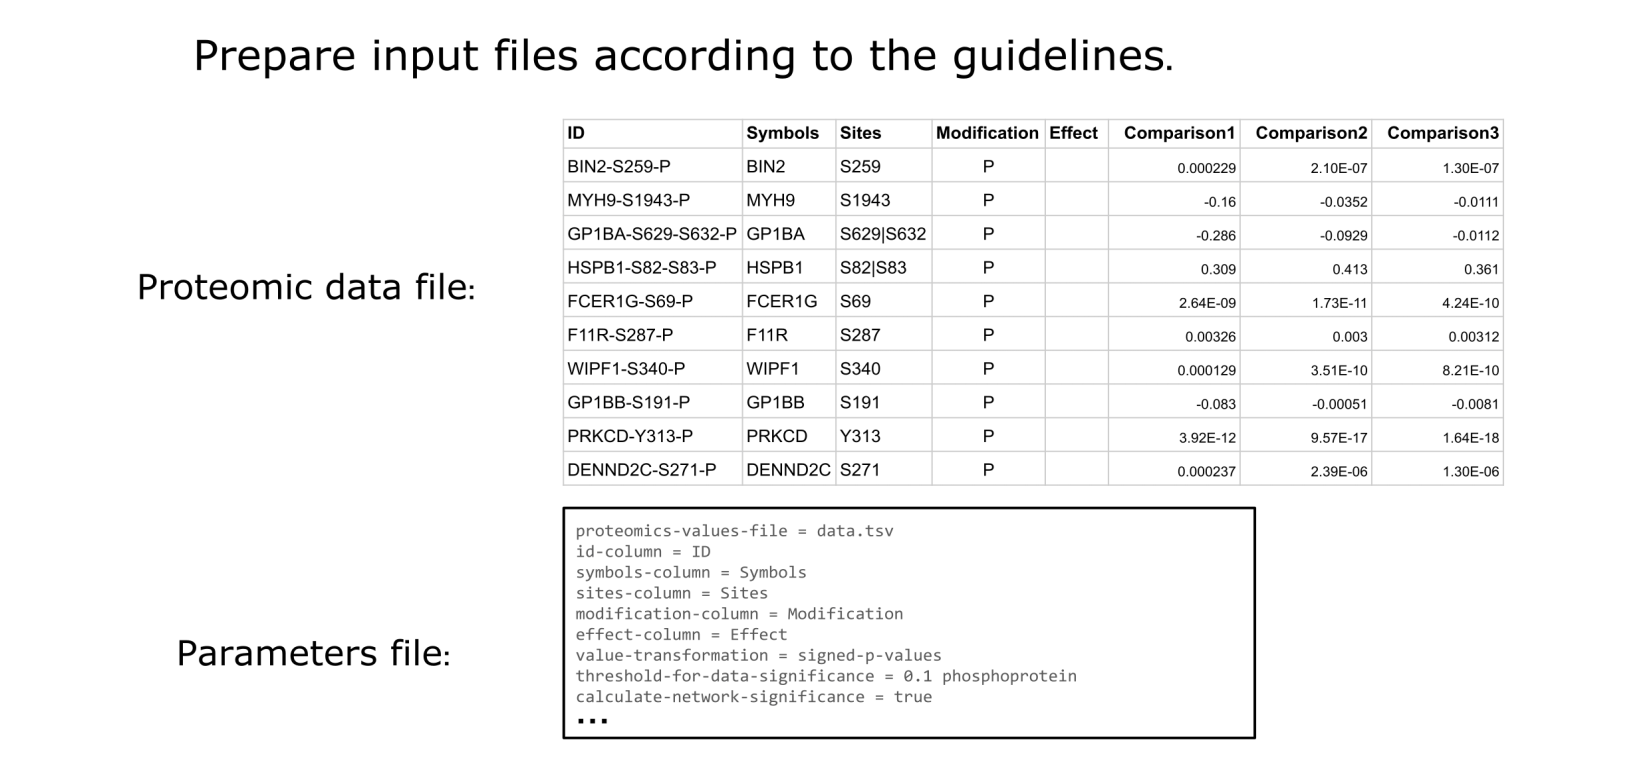 Prepare input files according to the guidelines.
ID Symbols Sites Modification Effect Comparison1 Comparison2 Comparison3
BIN2-S259-P BIN2 S259 P 0.000229 2.10E-07 1.30E-07
MYH9-S1943-P MYH9 S1943 P -0.16 -0.0352 -0.0111
GP1BA-S629-S632-P GP1BA S629|S632 P -0.286 -0.0929 -0.0112
HSPB1-S82-S83-P HSPB1 S82|S83 P 0.309 0.413 0.361
Proteomic data file:
FCER1G-S69-P FCER1G S69 P 2.64E-09 1.73E-11 4.24E-10
F11R-S287-P F11R S287 P 0.00326 0.003 0.00312
WIPF1-S340-P WIPF1 S340 P 0.000129 3.51E-10 8.21E-10
GP1BB-S191-P GP1BB S191 P -0.083 -0.00051 -0.0081
PRKCD-Y313-P PRKCD Y313 P 3.92E-12 9.57E-17 1.64E-18
DENND2C-S271-P DENND2C S271 P 0.000237 2.39E-06 1.30E-06
Parameters file:
proteomics-values-file = data.tsv
id-column = ID
symbols-column = Symbols
sites-column = Sites
modification-column = Modification
effect-column = Effect
value-transformation = signed-p-values
threshold-for-data-significance = 0.1 phosphoprotein
calculate-network-significance = true
...